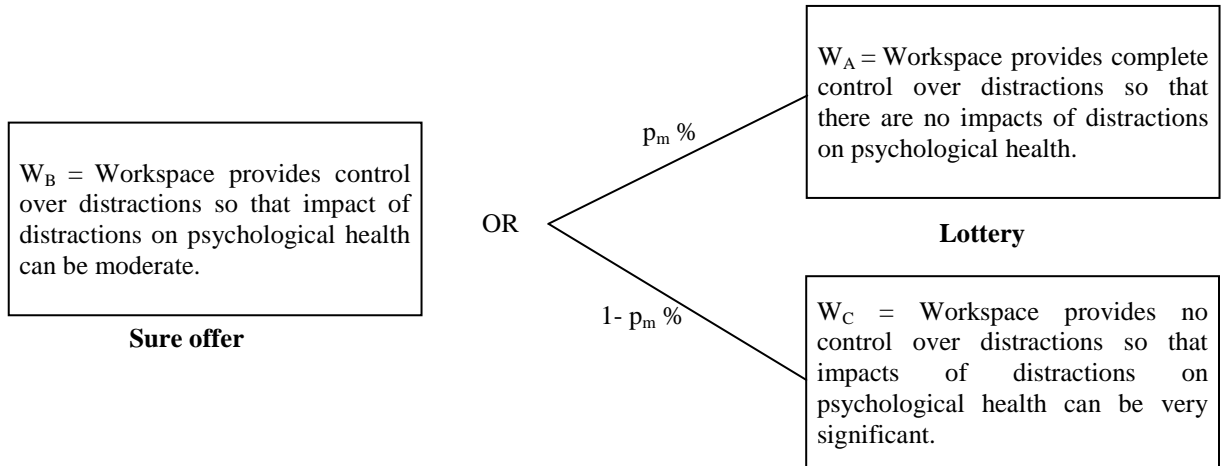 W_B = Workspace provides control
over distractions so that impact of
distractions on psychological health
can be moderate.
Sure offer
OR
p_m %
1- p_m %
W_A = Workspace provides complete
control over distractions so that
there are no impacts of distractions
on psychological health.
Lottery
W_C = Workspace provides no
control over distractions so that
impacts of distractions on
psychological health can be very
significant.